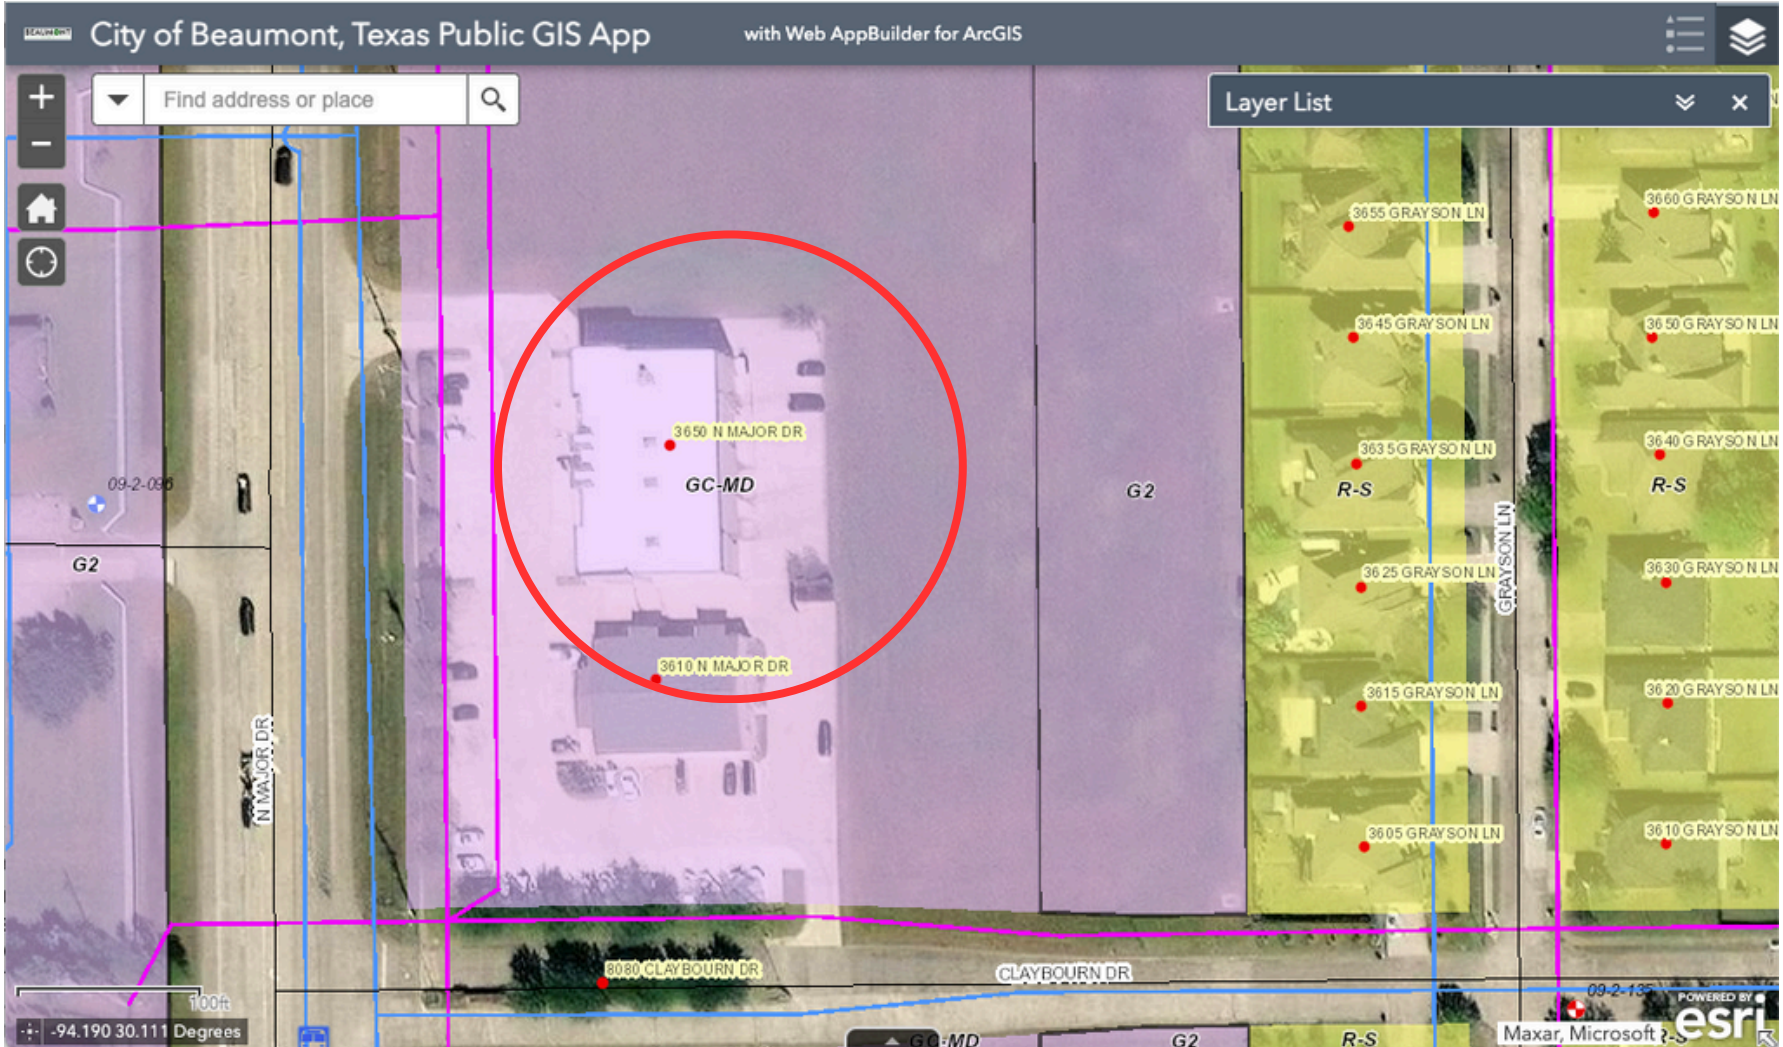 BEAUMONT
City of Beaumont, Texas Public GIS App
with Web AppBuilder for ArcGIS
Find address or place
Layer List
3655 GRAYSON LN
3660 GRAYSON LN
3645 GRAYSON LN
3650 GRAYSON LN
3650 N MAJOR DR
3635 GRAYSON LN
3640 GRAYSON LN
09-2-096
GC-MD
G2
R-S
R-S
GRAYSON LN
G2
3625 GRAYSON LN
3630 GRAYSON LN
3610 N MAJOR DR
3615 GRAYSON LN
3620 GRAYSON LN
N MAJOR DR
3605 GRAYSON LN
3610 GRAYSON LN
8080 CLAYBOURN DR
CLAYBOURN DR
100ft
09-2-135
POWERED BY
esri
-94.190 30.111 Degrees
Maxar, Microsoft
GC-MD
G2
R-S
R-S